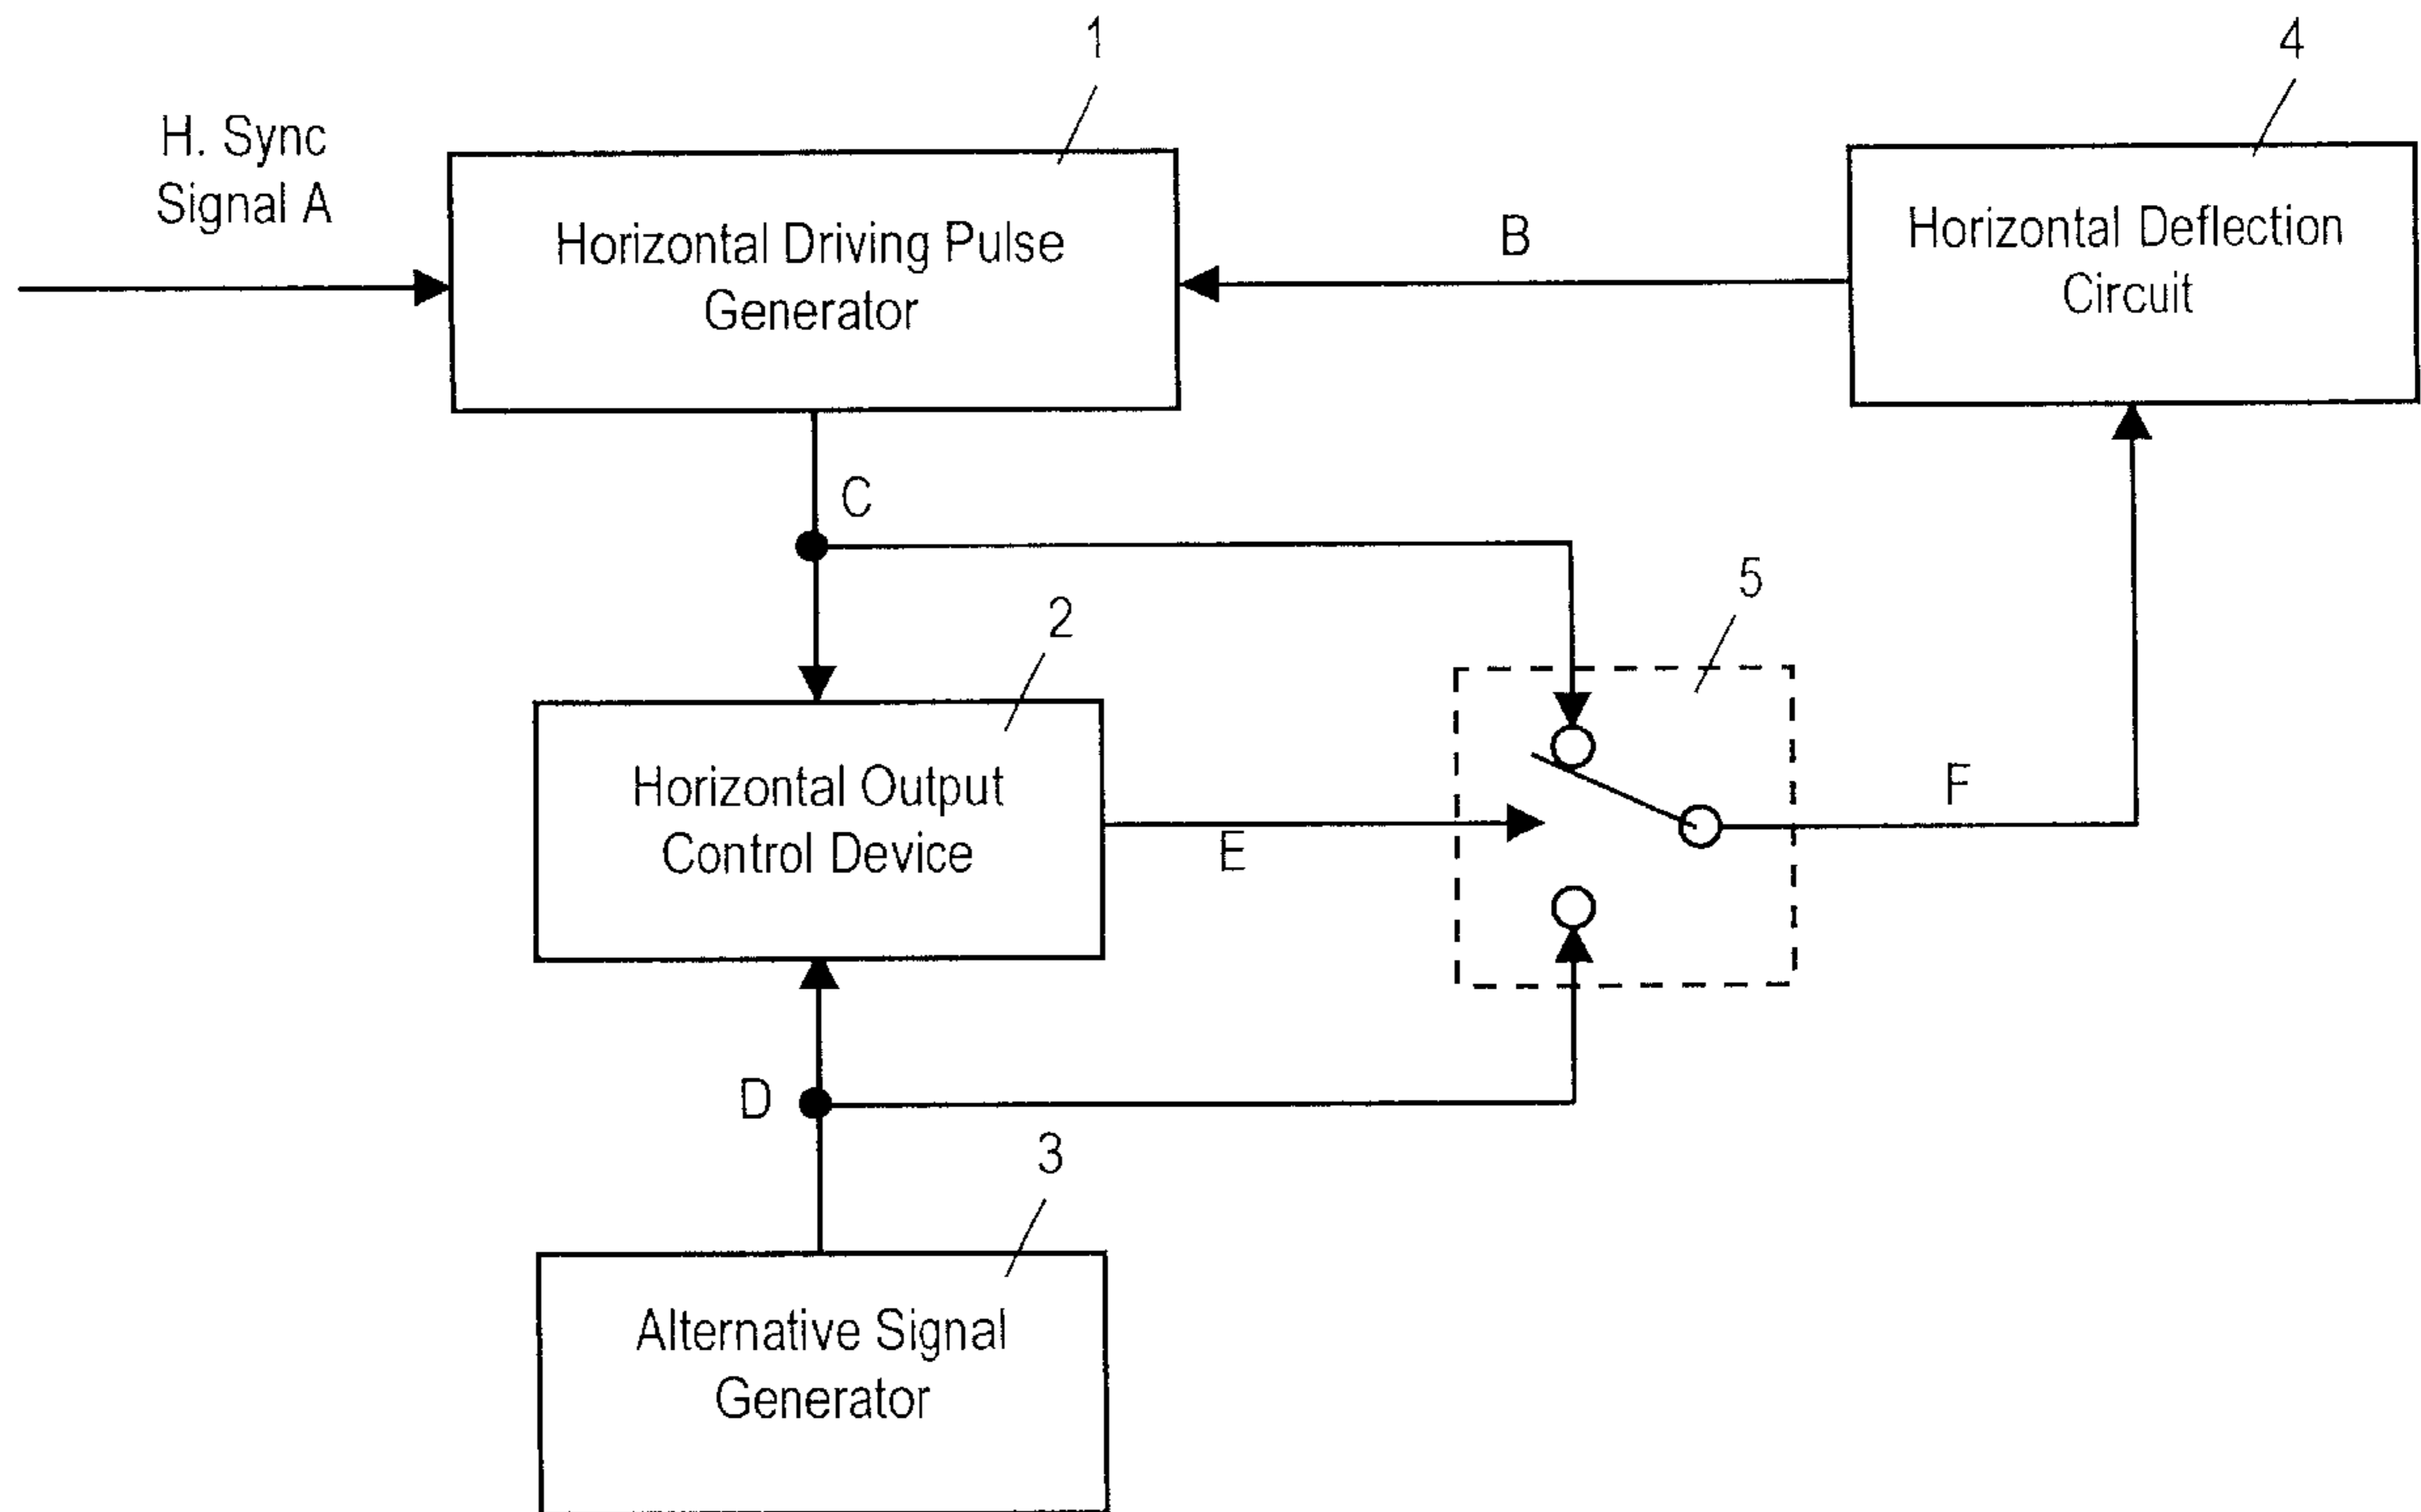 1
4
H. Sync
Signal A
Horizontal Driving Pulse
Generator
B
Horizontal Deflection
Circuit
C
5
2
Horizontal Output
Control Device
E
F
D
3
Alternative Signal
Generator